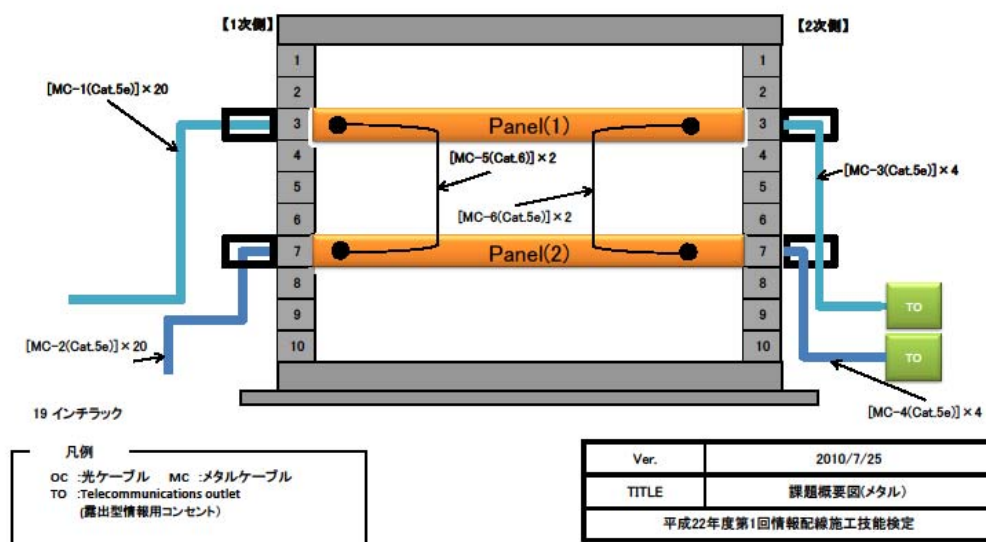 【1次側】
【2次側】
1
2
3
4
5
6
7
8
9
10
1
2
3
4
5
6
7
8
9
10
[MC-1(Cat.5e)]×20
Panel(1)
[MC-5(Cat.6)]×2
[MC-3(Cat.5e)]×4
[MC-6(Cat.5e)]×2
Panel(2)
TO
TO
[MC-2(Cat.5e)]×20
[MC-4(Cat.5e)]×4
19 インチラック
凡例
OC :光ケーブル MC :メタルケーブル
TO :Telecommunications outlet
(露出型情報用コンセント)
Ver. 2010/7/25
TITLE 課題概要図(メタル)
平成22年度第1回情報配線施工技能検定